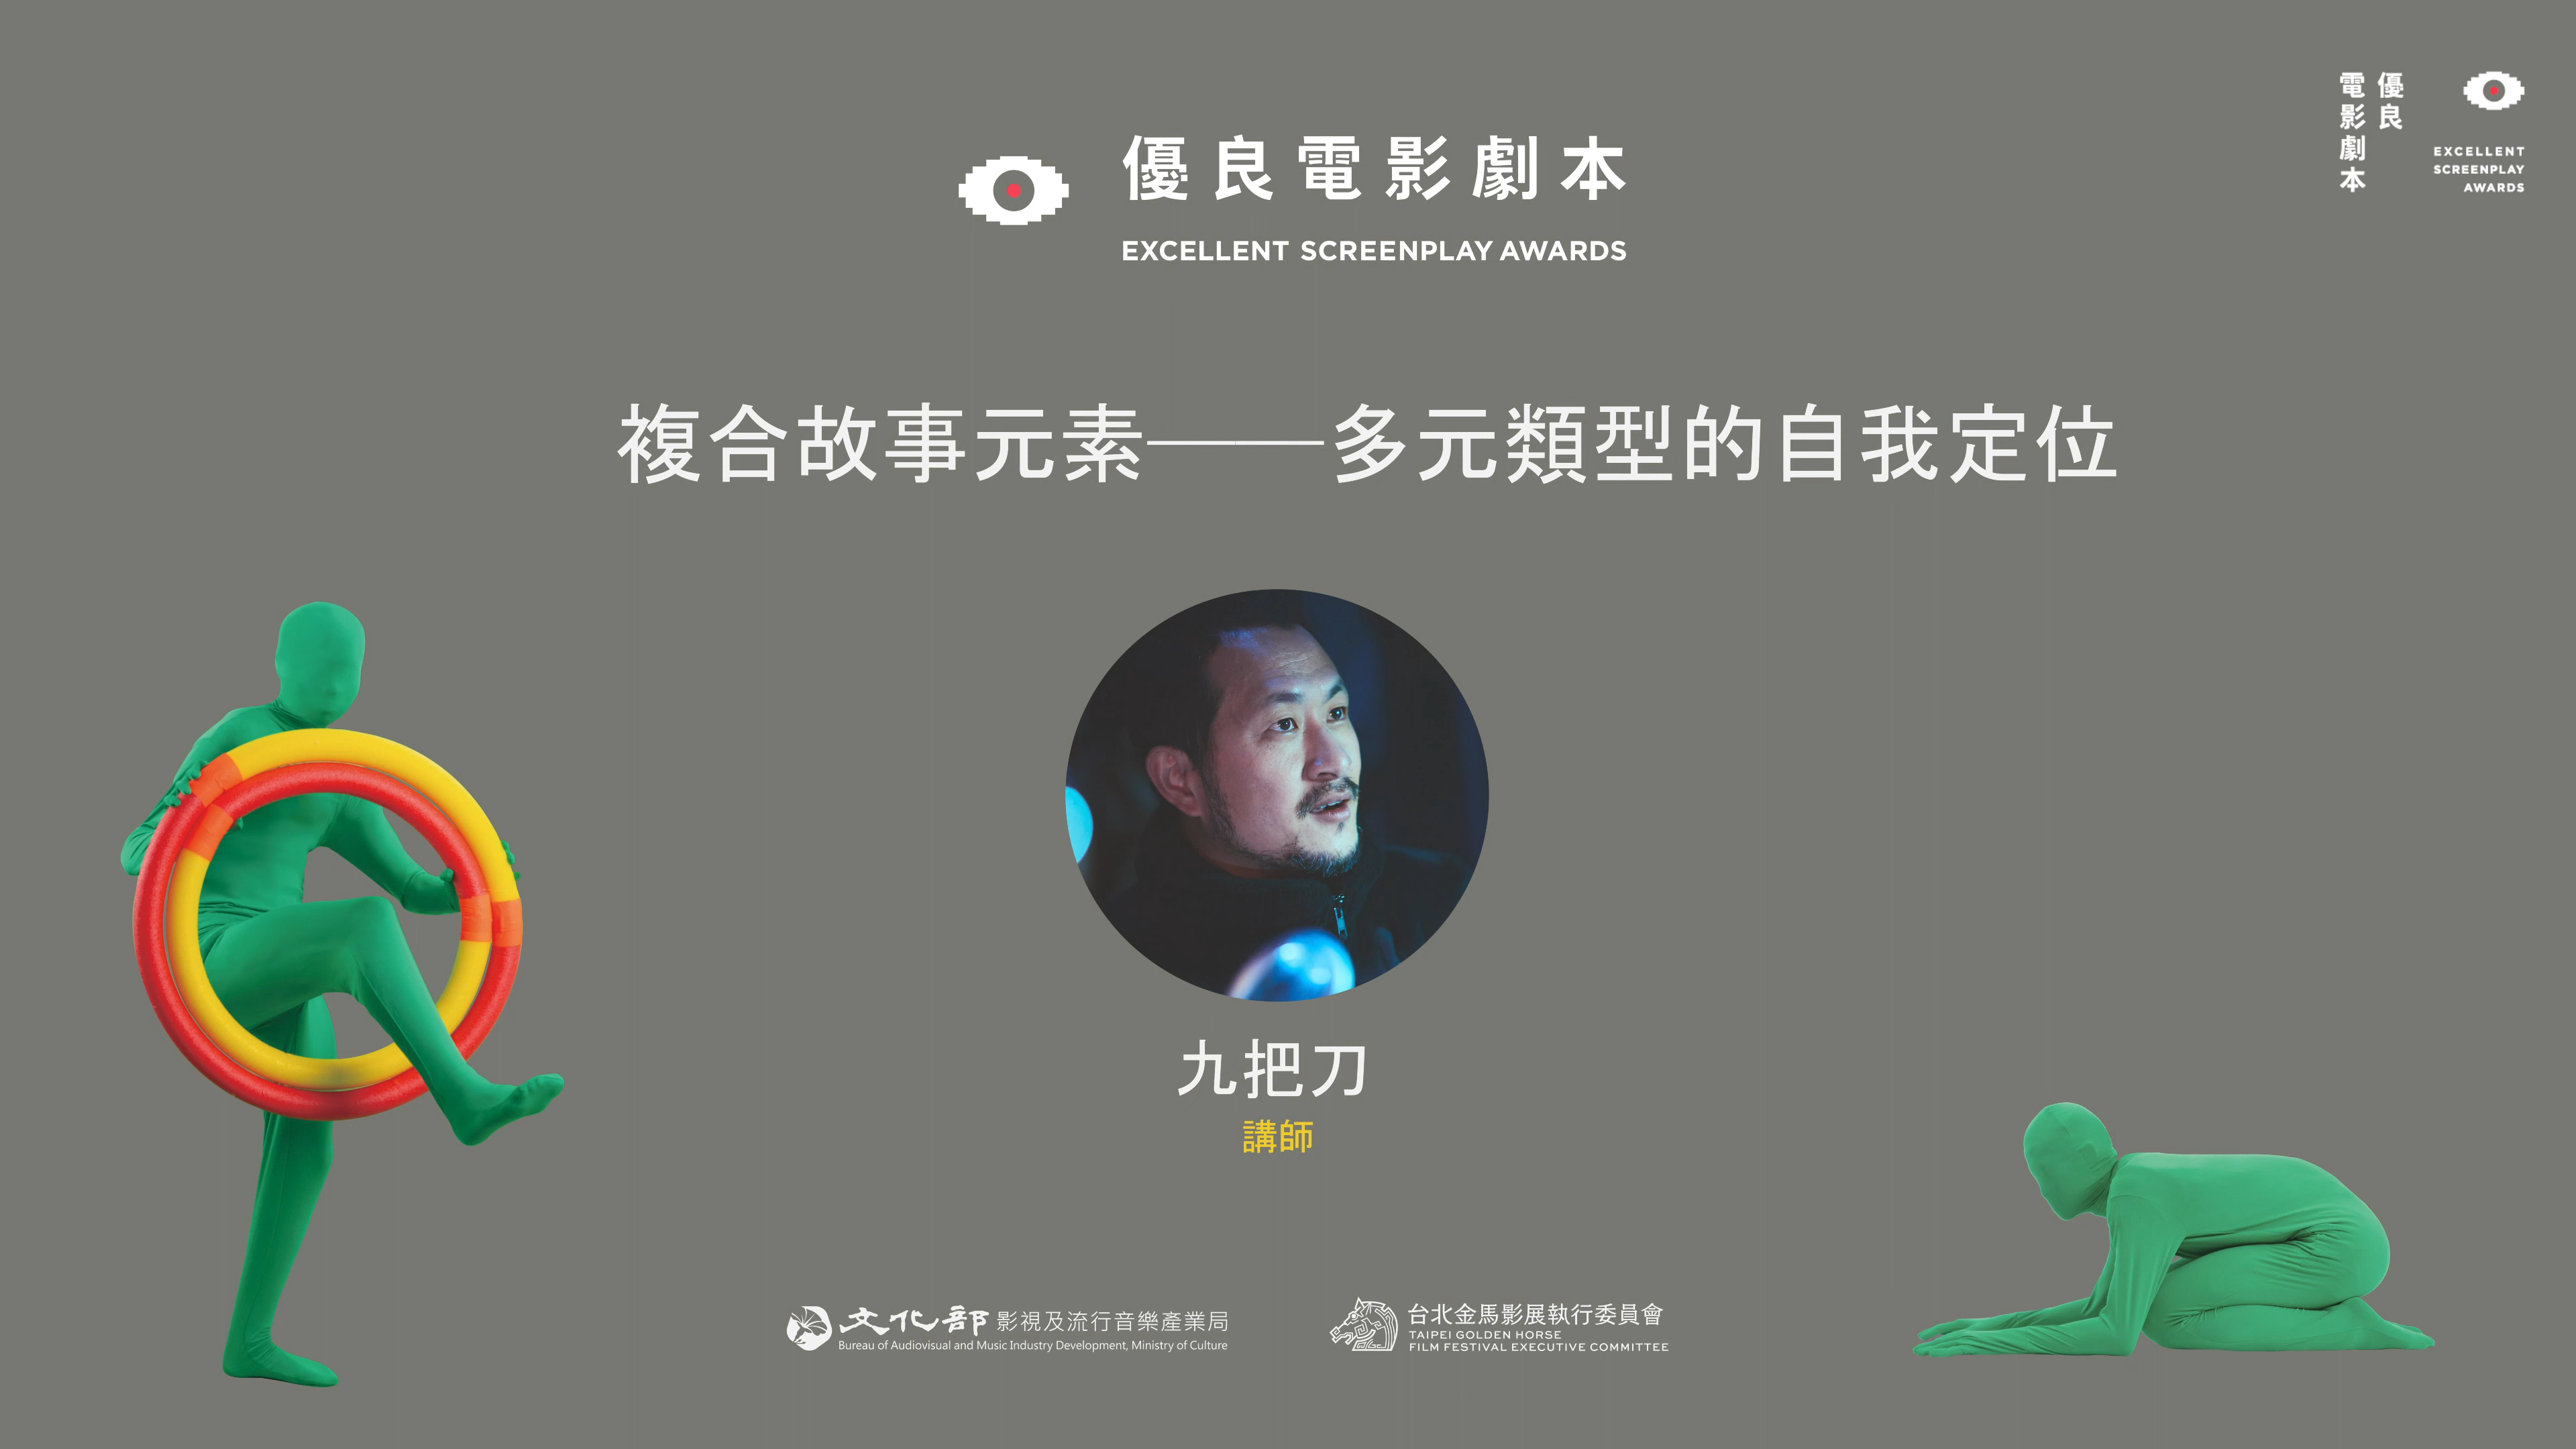 優良電影劇本
EXCELLENT SCREENPLAY AWARDS
優良
電影劇本
EXCELLENT
SCREENPLAY
AWARDS
複合故事元素——多元類型的自我定位
九把刀
講師
文化部 影視及流行音樂產業局
Bureau of Audiovisual and Music Industry Development, Ministry of Culture
台北金馬影展執行委員會
TAIPEI GOLDEN HORSE
FILM FESTIVAL EXECUTIVE COMMITTEE